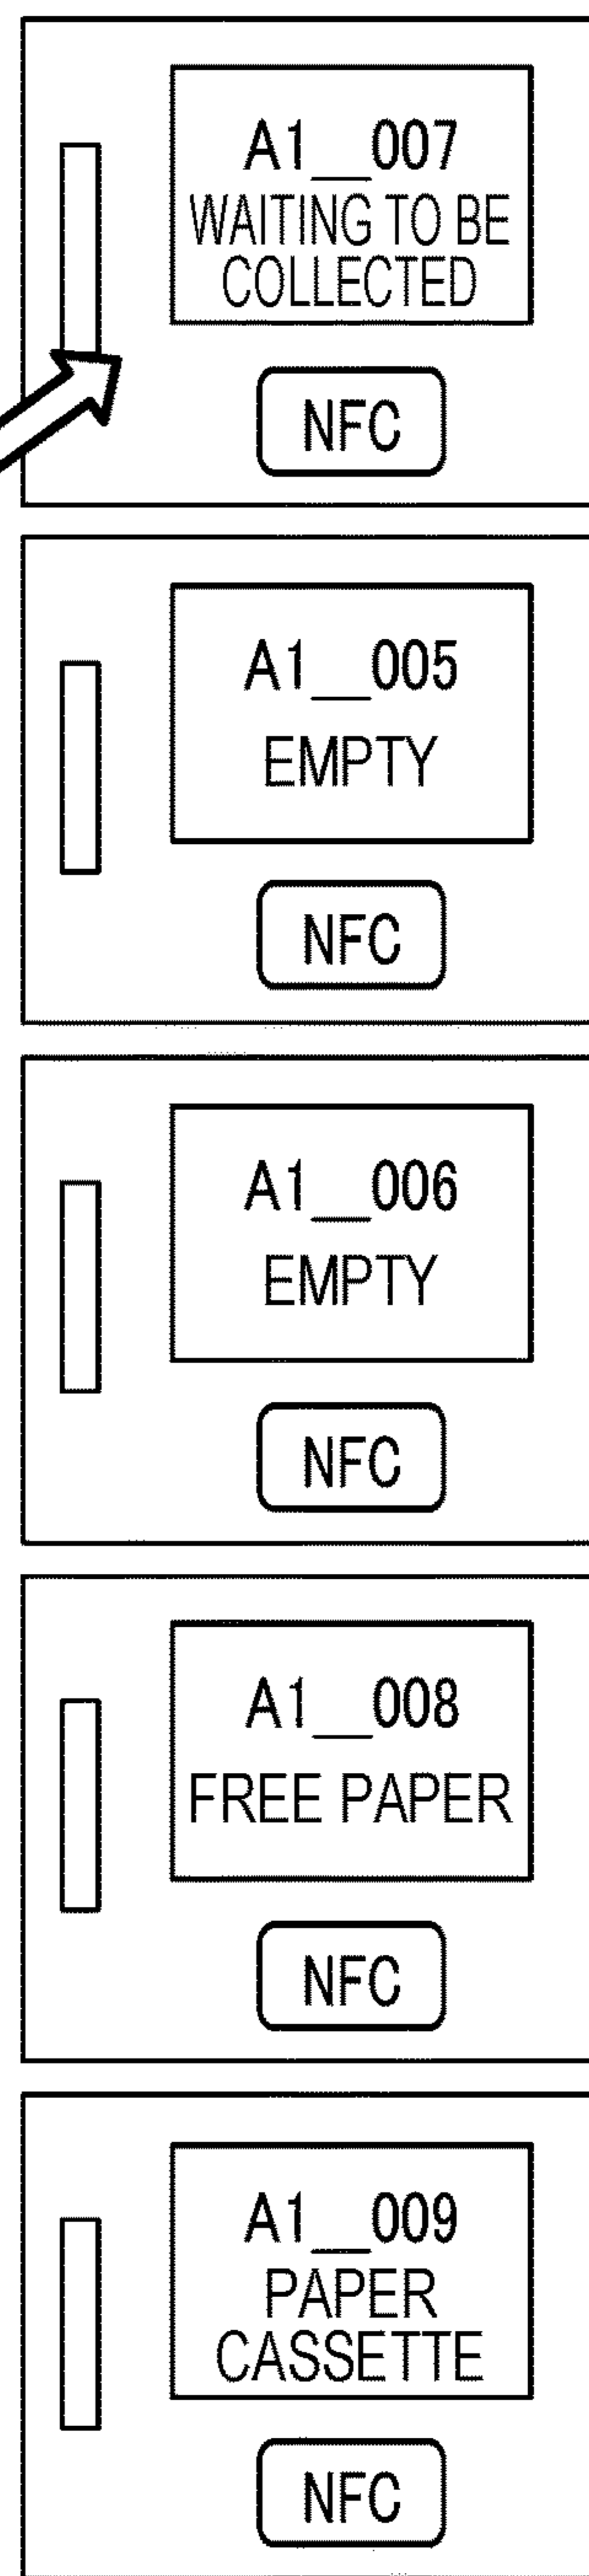 A1__007
WAITING TO BE
COLLECTED
NFC
A1__005
EMPTY
NFC
A1__006
EMPTY
NFC
A1__008
FREE PAPER
NFC
A1__009
PAPER
CASSETTE
NFC